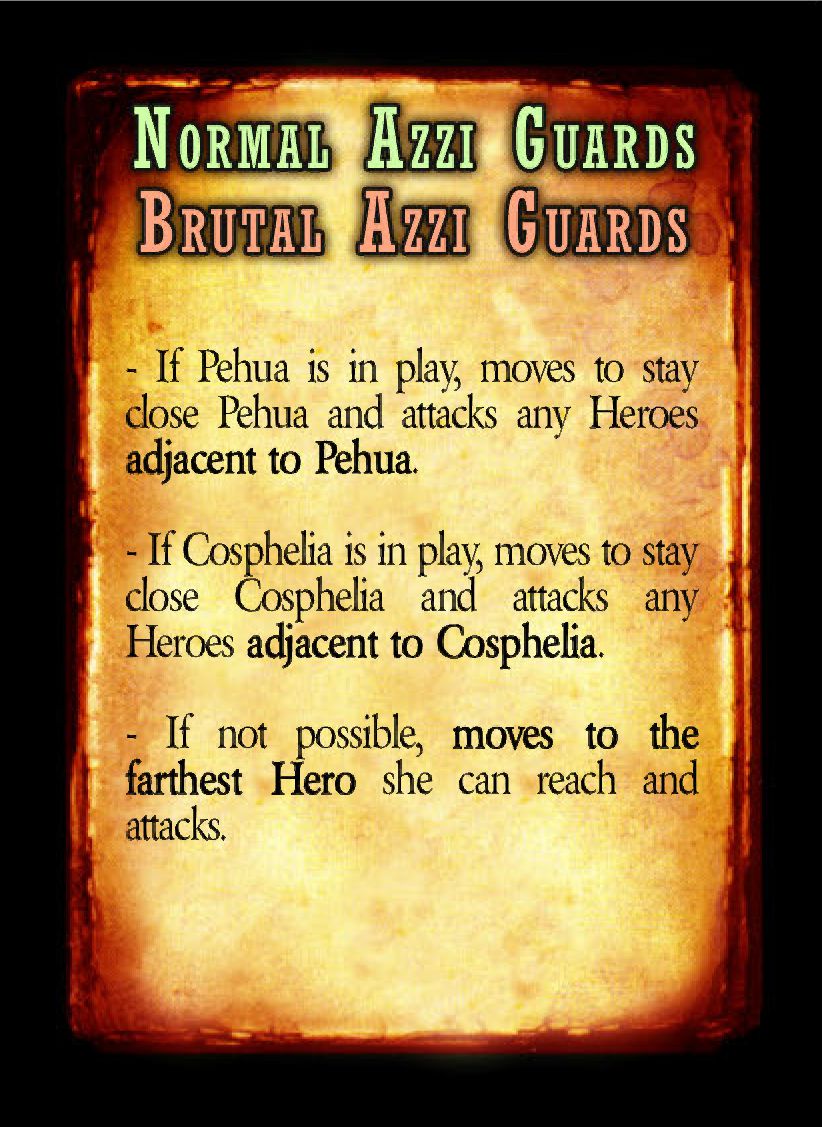 Normal Azzi Guards
Brutal Azzi Guards
- If Pehua is in play, moves to stay
close Pehua and attacks any Heroes
adjacent to Pehua.
- If Cosphelia is in play, moves to stay
close Cosphelia and attacks any
Heroes adjacent to Cosphelia.
- If not possible, moves to the
farthest Hero she can reach and
attacks.